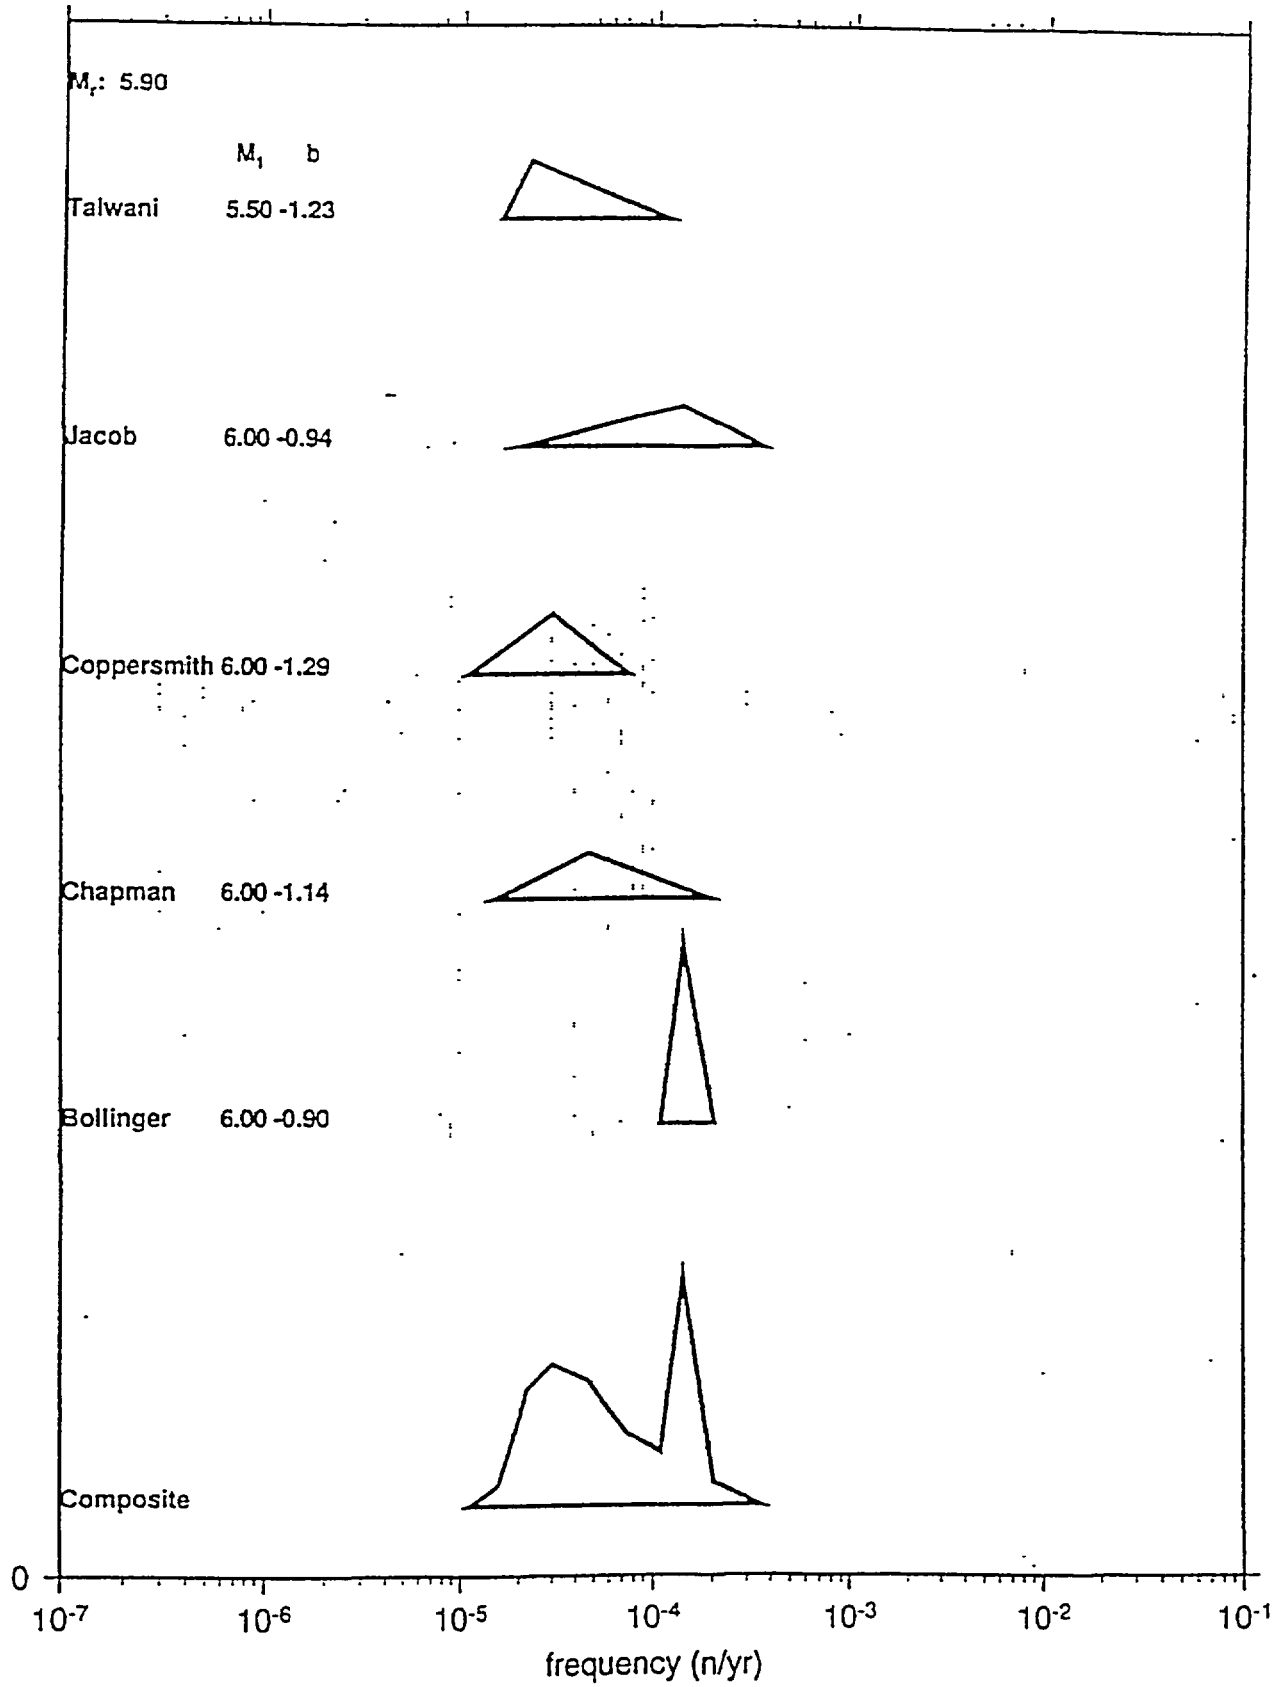 Mᵣ: 5.90
M₁ b
Talwani 5.50 -1.23
Jacob 6.00 -0.94
Coppersmith 6.00 -1.29
Chapman 6.00 -1.14
Bollinger 6.00 -0.90
Composite
0
10⁻⁷ 10⁻⁶ 10⁻⁵ 10⁻⁴ 10⁻³ 10⁻² 10⁻¹
frequency (n/yr)